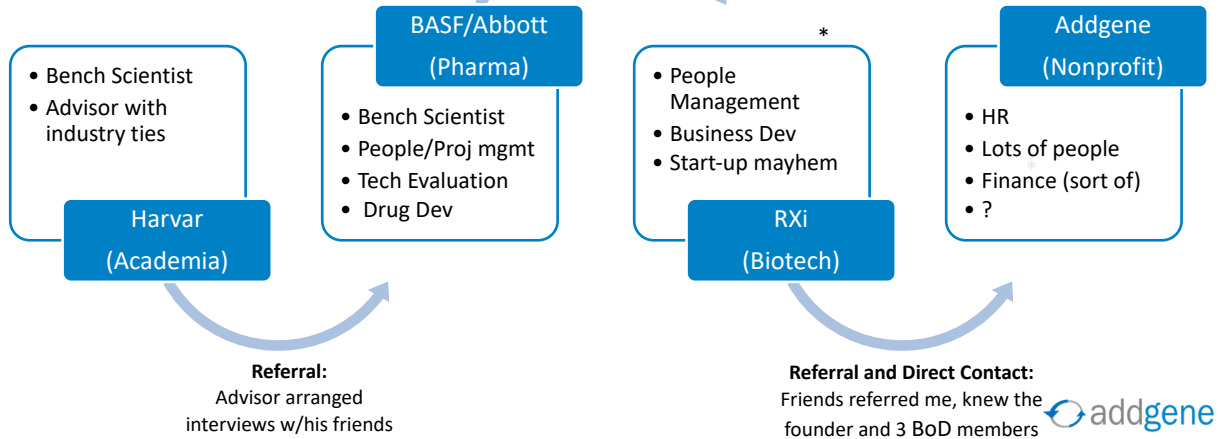 • Bench Scientist
• Advisor with
industry ties
Harvar
(Academia)
BASF/Abbott
(Pharma)
• Bench Scientist
• People/Proj mgmt
• Tech Evaluation
• Drug Dev
*
• People
Management
• Business Dev
• Start-up mayhem
RXi
(Biotech)
Addgene
(Nonprofit)
• HR
• Lots of people
*
• Finance (sort of)
• ?
Referral:
Advisor arranged
interviews w/his friends
Referral and Direct Contact:
Friends referred me, knew the
founder and 3 BoD members
addgene